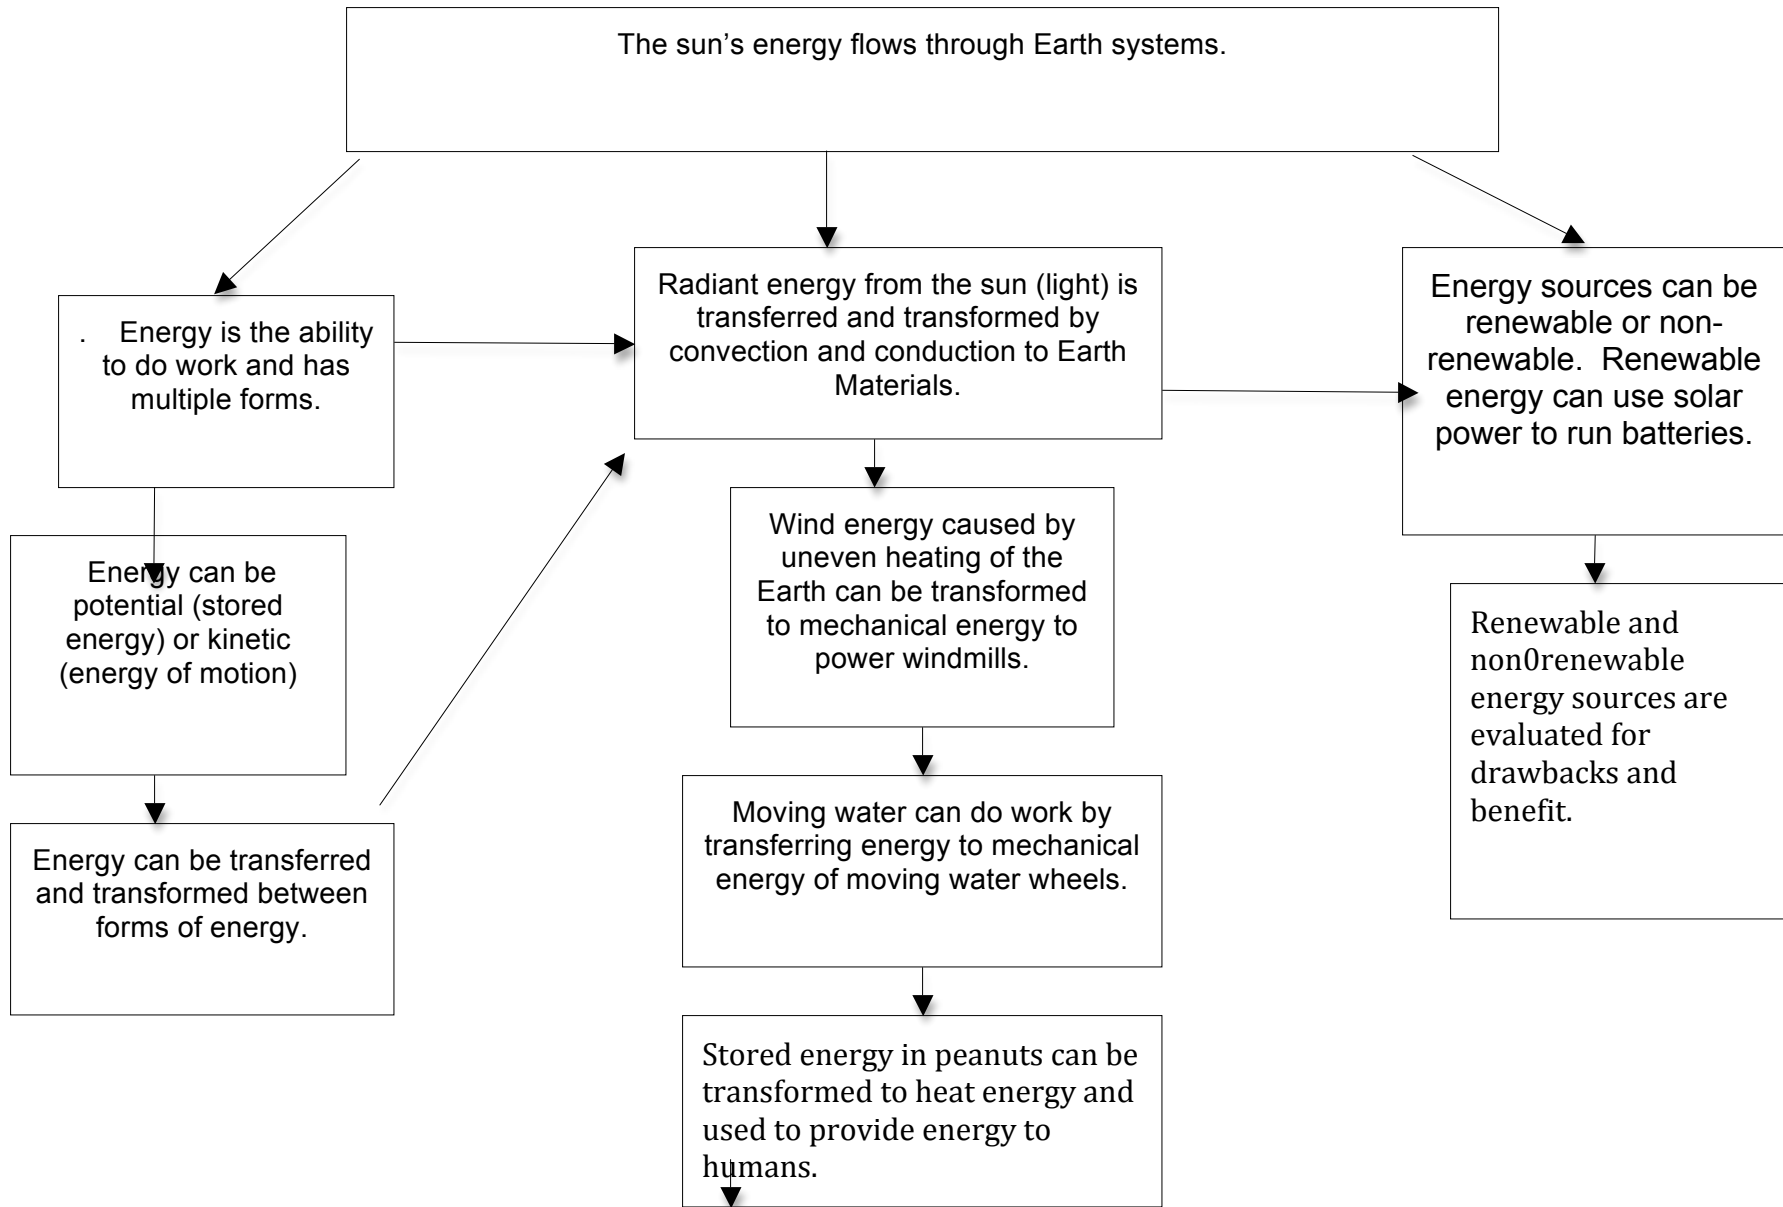 The sun’s energy flows through Earth systems.
.    Energy is the ability
to do work and has
multiple forms.
Radiant energy from the sun (light) is
transferred and transformed by
convection and conduction to Earth
Materials.
Energy sources can be
renewable or non-
renewable.  Renewable
energy can use solar
power to run batteries.
Energy can be
potential (stored
energy) or kinetic
(energy of motion)
Wind energy caused by
uneven heating of the
Earth can be transformed
to mechanical energy to
power windmills.
Renewable and
non0renewable
energy sources are
evaluated for
drawbacks and
benefit.
Energy can be transferred
and transformed between
forms of energy.
Moving water can do work by
transferring energy to mechanical
energy of moving water wheels.
Stored energy in peanuts can be
transformed to heat energy and
used to provide energy to
humans.